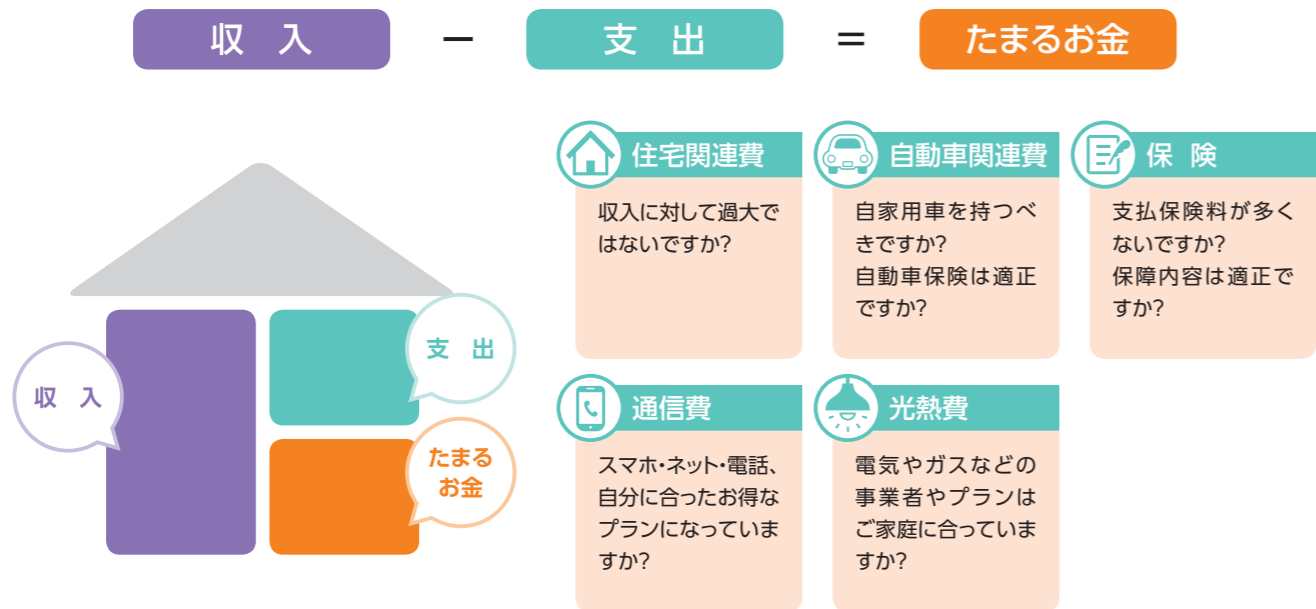 収 入 － 支 出 ＝ たまるお金
収 入
支 出
たまる
お金
住宅関連費
収入に対して過大で
はないですか?
自動車関連費
自家用車を持つべ
きですか?
自動車保険は適正
ですか?
保 険
支払保険料が多く
ないですか?
保障内容は適正で
すか?
通信費
スマホ・ネット・電話、
自分に合ったお得な
プランになっていま
すか?
光熱費
電気やガスなどの
事業者やプランは
ご家庭に合っていま
すか?